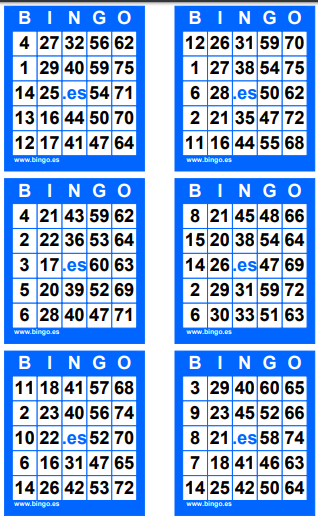 B I N G O
4 27 32 56 62
1 29 40 59 75
14 25 .es 54 71
13 16 44 50 70
12 17 41 47 64
www.bingo.es
B I N G O
12 26 31 59 70
1 27 38 54 75
6 28 .es 50 62
2 21 35 47 72
11 16 44 55 68
www.bingo.es
B I N G O
4 21 43 59 62
2 22 36 53 64
3 17 .es 60 63
5 20 39 52 69
6 28 40 47 71
www.bingo.es
B I N G O
8 21 45 48 66
15 20 38 54 64
14 26 .es 47 69
2 29 31 59 72
6 30 33 51 63
www.bingo.es
B I N G O
11 18 41 57 68
2 23 40 56 74
10 22 .es 52 70
6 16 31 47 65
14 26 42 53 72
www.bingo.es
B I N G O
3 29 40 60 65
9 23 45 52 66
8 21 .es 58 74
7 18 41 46 63
14 25 42 50 64
www.bingo.es